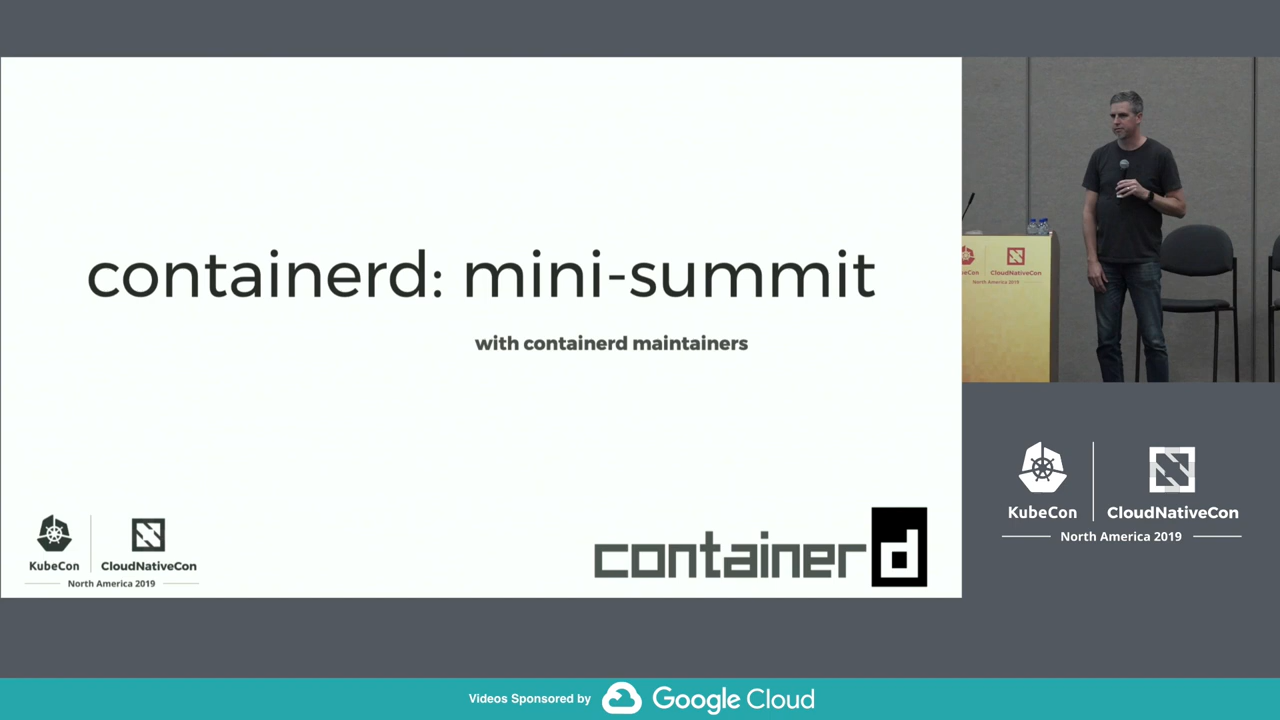 containerd: mini-summit
with containerd maintainers
KubeCon
CloudNativeCon
North America 2019
containerd
CloudNativeCon
North America 2019
KubeCon
CloudNativeCon
North America 2019
Videos Sponsored by Google Cloud